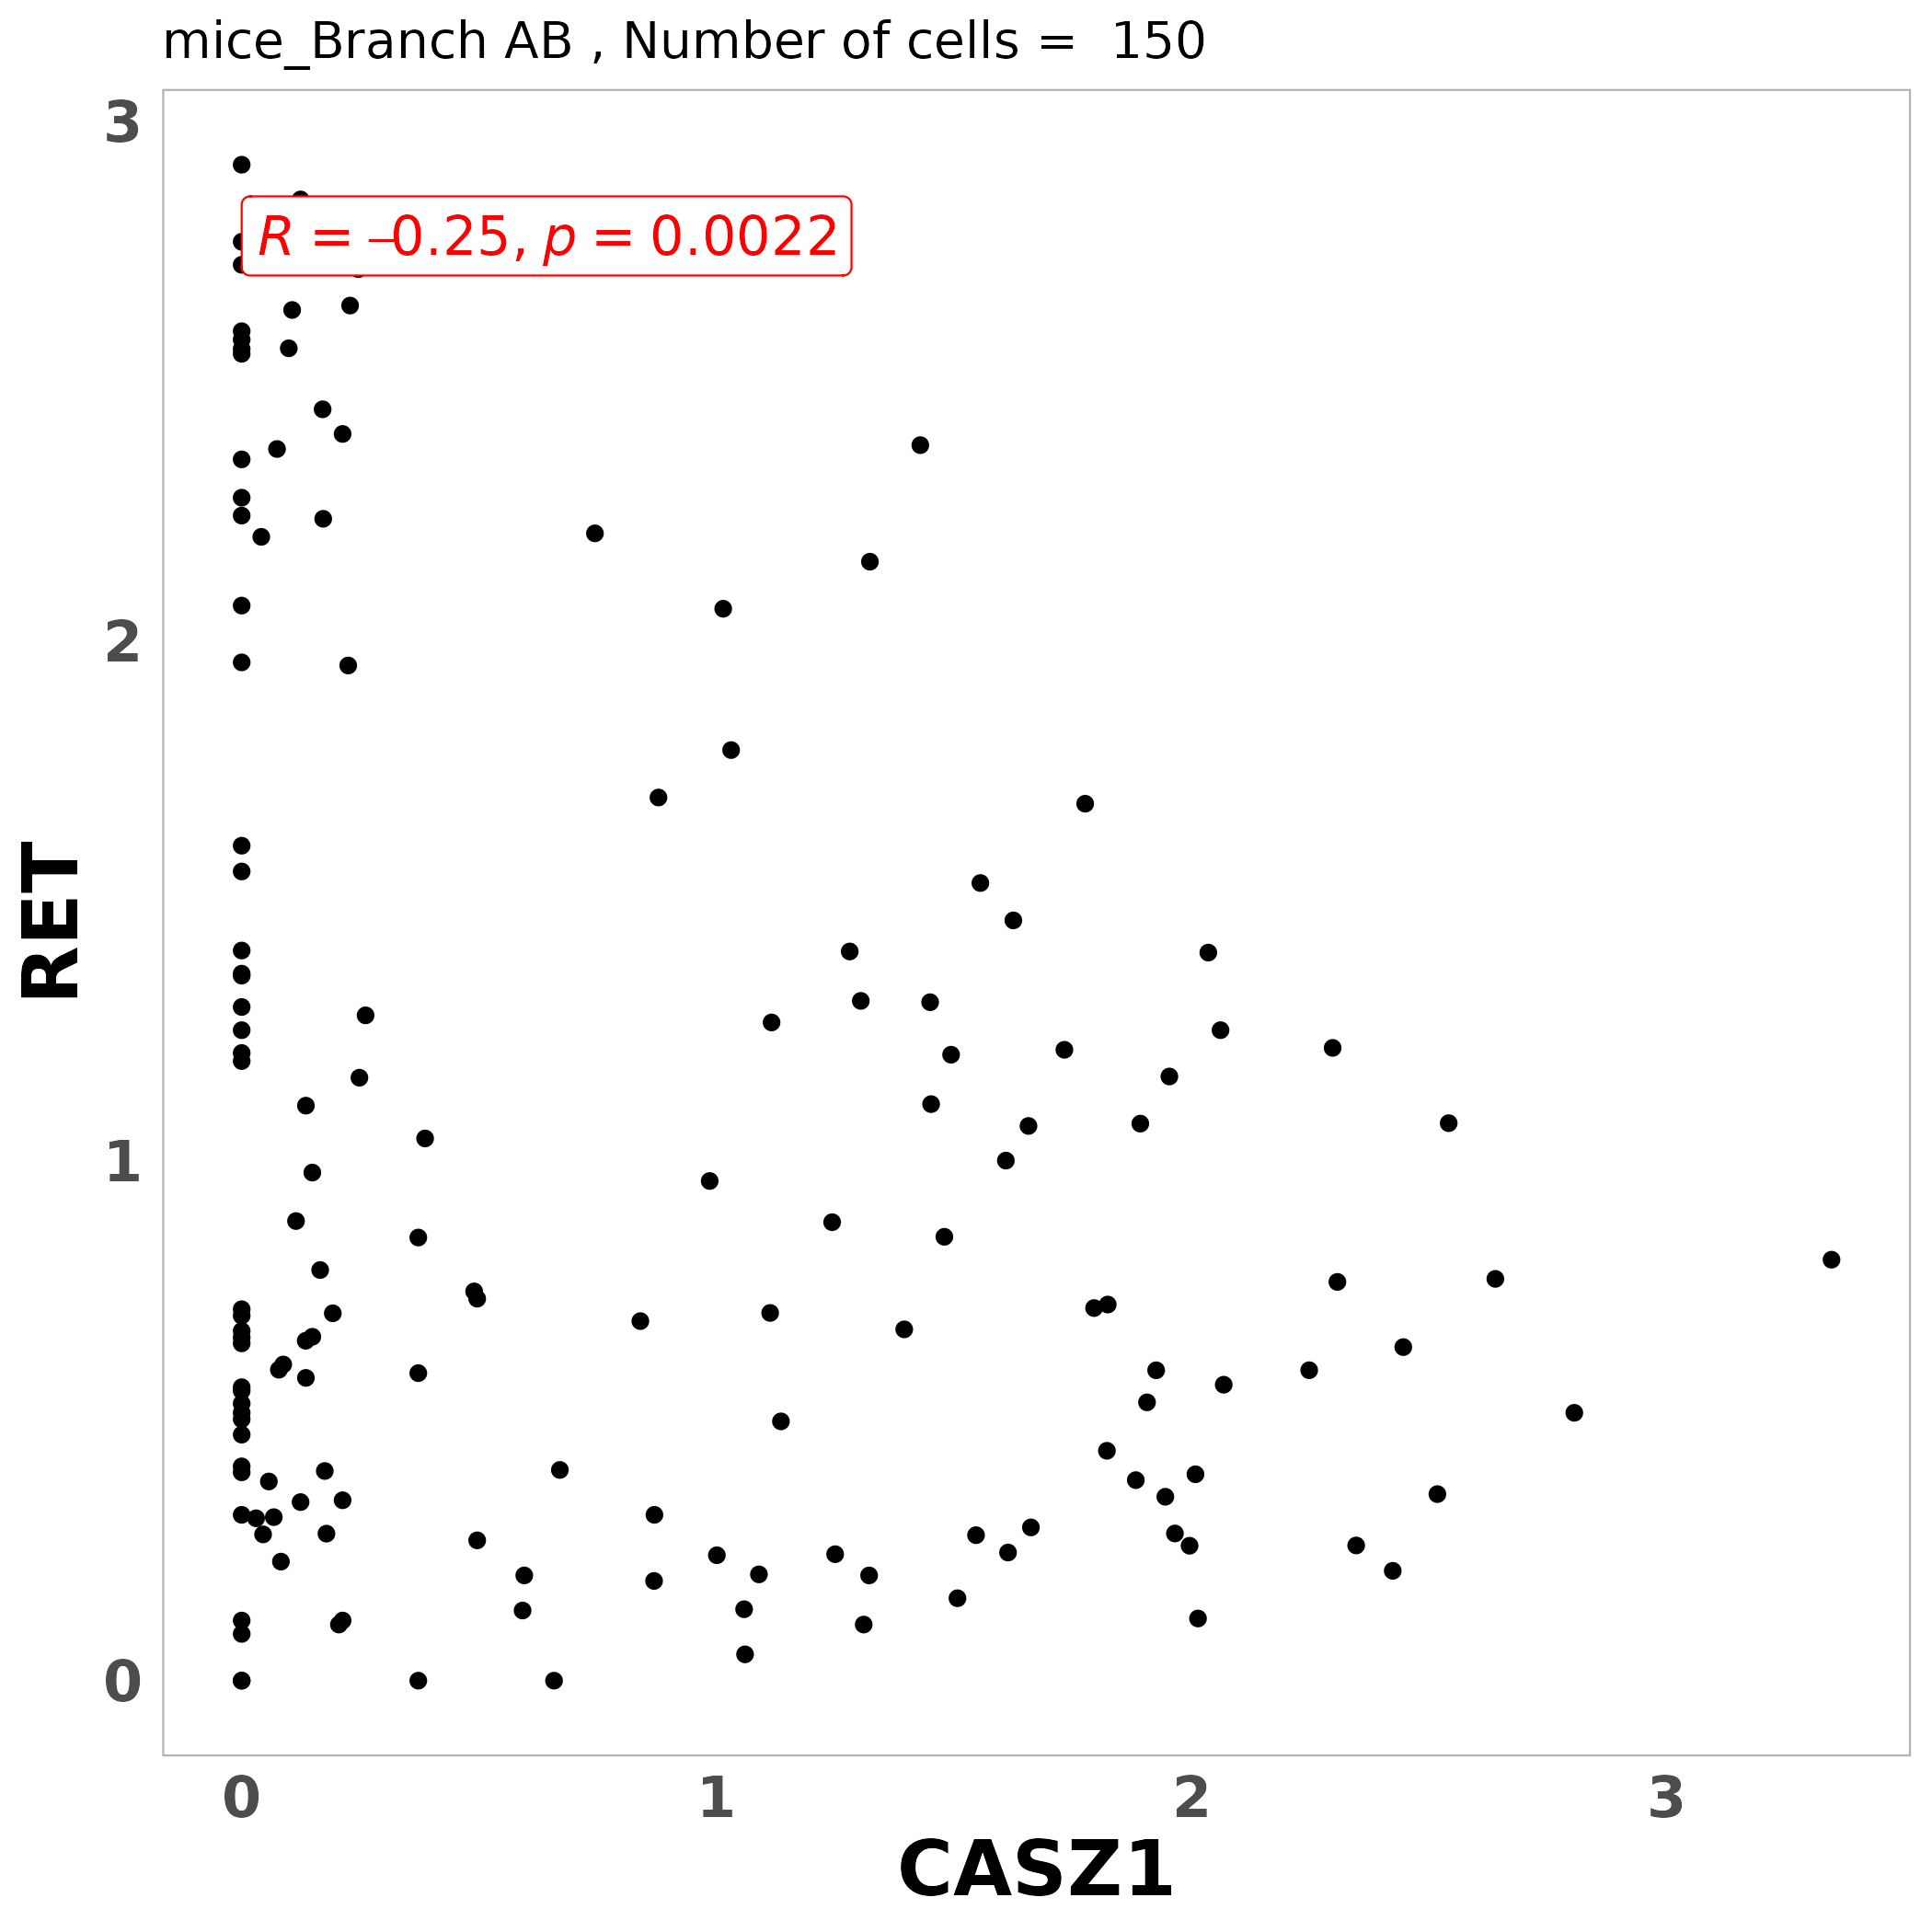 mice_Branch AB , Number of cells =  150
3
R = –0.25, p = 0.0022
2
RET
1
0
0 1 2 3
CASZ1